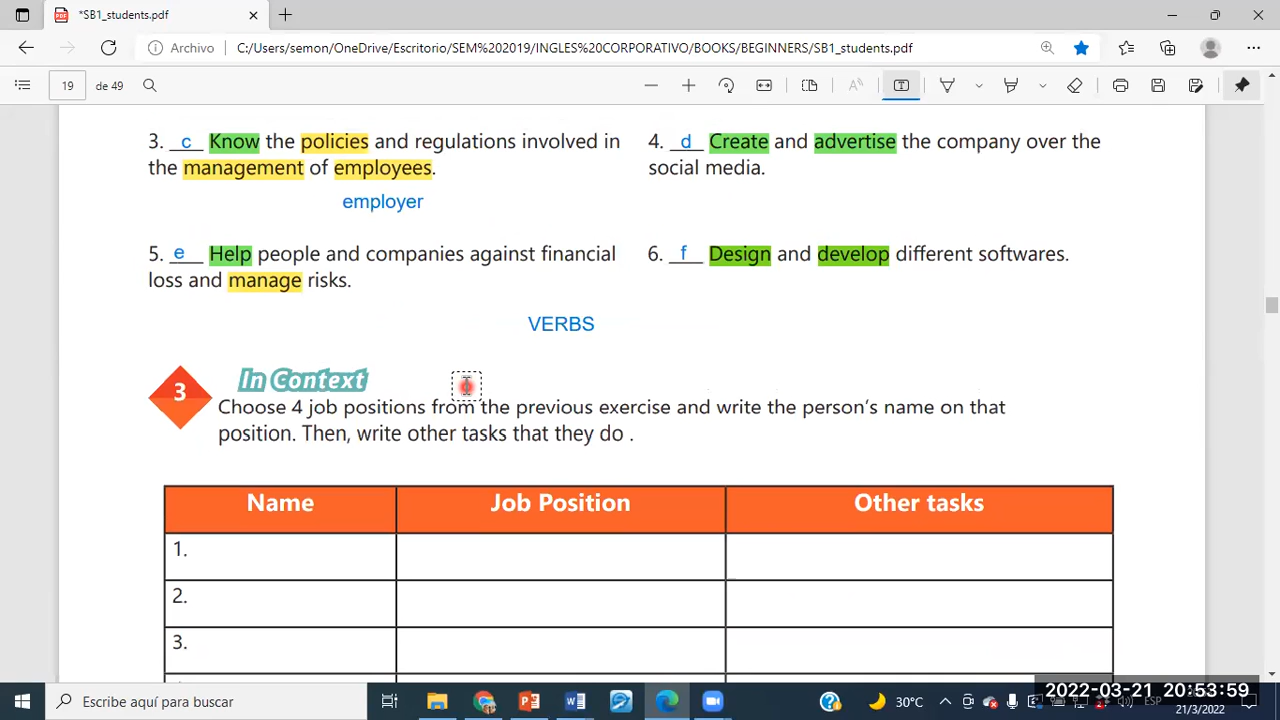 *SB1_students.pdf
Archivo C:/Users/semon/OneDrive/Escritorio/SEM%202019/INGLES%20CORPORATIVO/BOOKS/BEGINNERS/SB1_students.pdf
19 de 49
3. __c__ Know the policies and regulations involved in
the management of employees.
employer
4. __d__ Create and advertise the company over the
social media.
5. __e__ Help people and companies against financial
loss and manage risks.
6. __f__ Design and develop different softwares.
VERBS
3 In Context
Choose 4 job positions from the previous exercise and write the person's name on that
position. Then, write other tasks that they do .
Name Job Position Other tasks
1.
2.
3.
Escribe aquí para buscar
30°C ESP
2022-03-21 20:53:59
21/3/2022